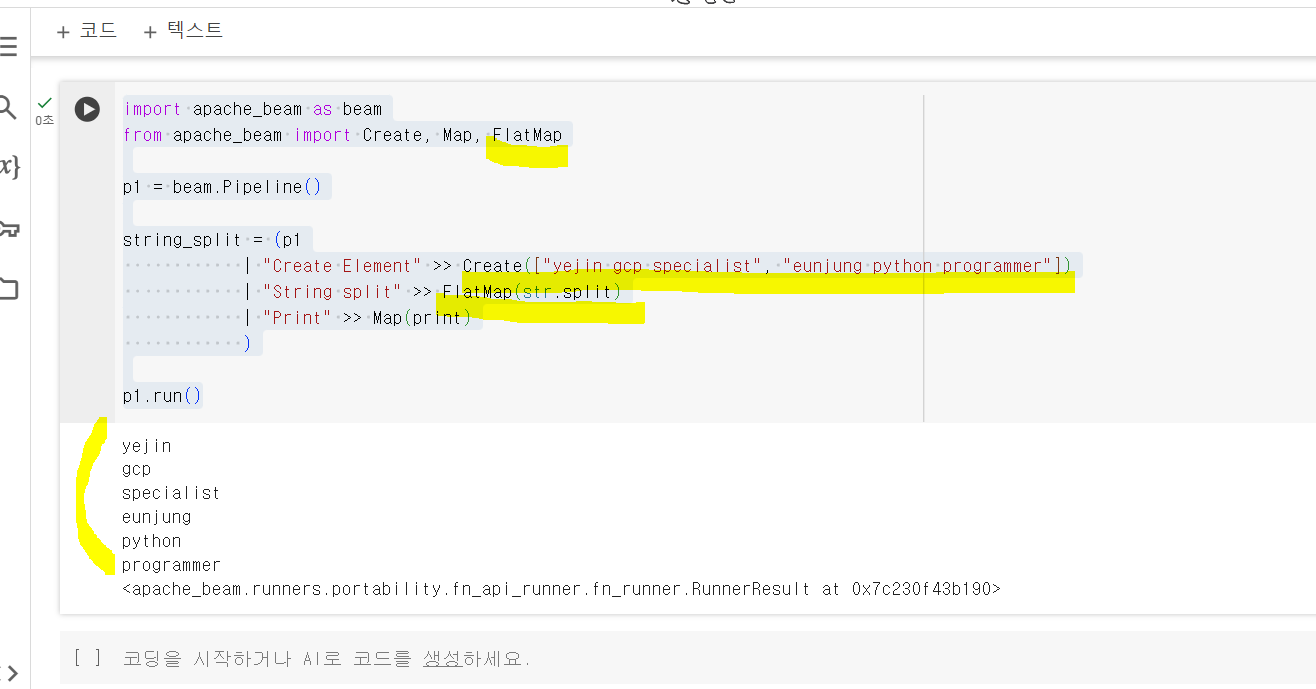 + 코드 + 텍스트
0초
import apache_beam as beam
from apache_beam import Create, Map, FlatMap
{x}
p1 = beam.Pipeline()
string_split = (p1
| "Create Element" >> Create(["yejin gcp specialist", "eunjung python programmer"])
| "String split" >> FlatMap(str.split)
| "Print" >> Map(print)
)
p1.run()
yejin
gcp
specialist
eunjung
python
programmer
<apache_beam.runners.portability.fn_api_runner.fn_runner.RunnerResult at 0x7c230f43b190>
[ ] 코딩을 시작하거나 AI로 코드를 생성하세요.